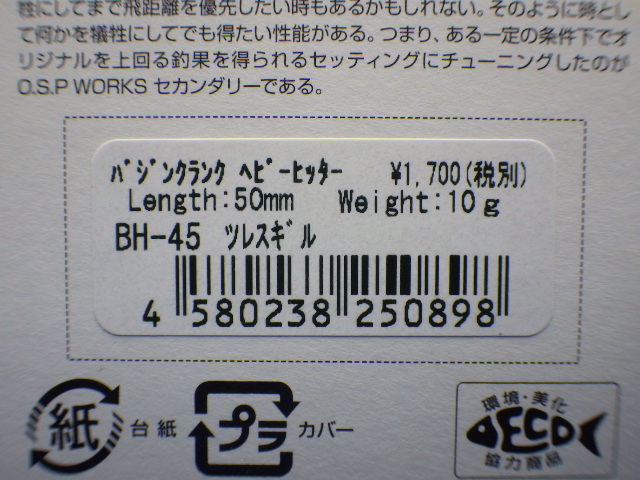 牲にしてまで飛距離を優先したい時もあるかもしれない。そのように時とし
て何かを犠牲にしてでも得たい性能がある。つまり、ある一定の条件下でオ
リジナルを上回る釣果を得られるセッティングにチューニングしたのが
O.S.P WORKS セカンダリーである。
ﾊﾞｼﾞﾝｸﾗﾝｸ ﾍﾋﾞｰﾋｯﾀｰ ¥1,700(税別)
Length:50mm Weight:10g
BH-45 ﾂﾚｽｷﾞﾙ
4 580238 250898
紙 台紙 プラ カバー
環境・美化
ECO
協力商品